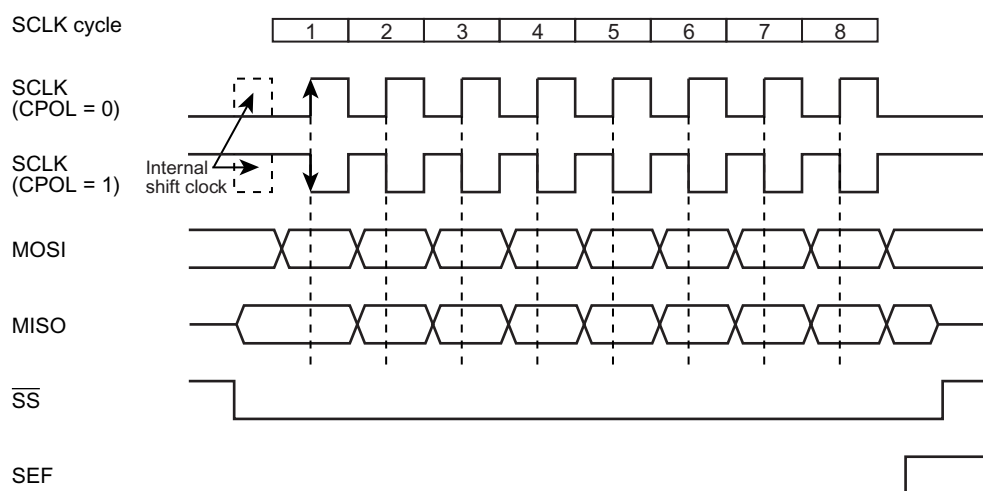 SCLK cycle
1 2 3 4 5 6 7 8
SCLK
(CPOL = 0)
SCLK
(CPOL = 1)
Internal
shift clock
MOSI
MISO
SS
SEF